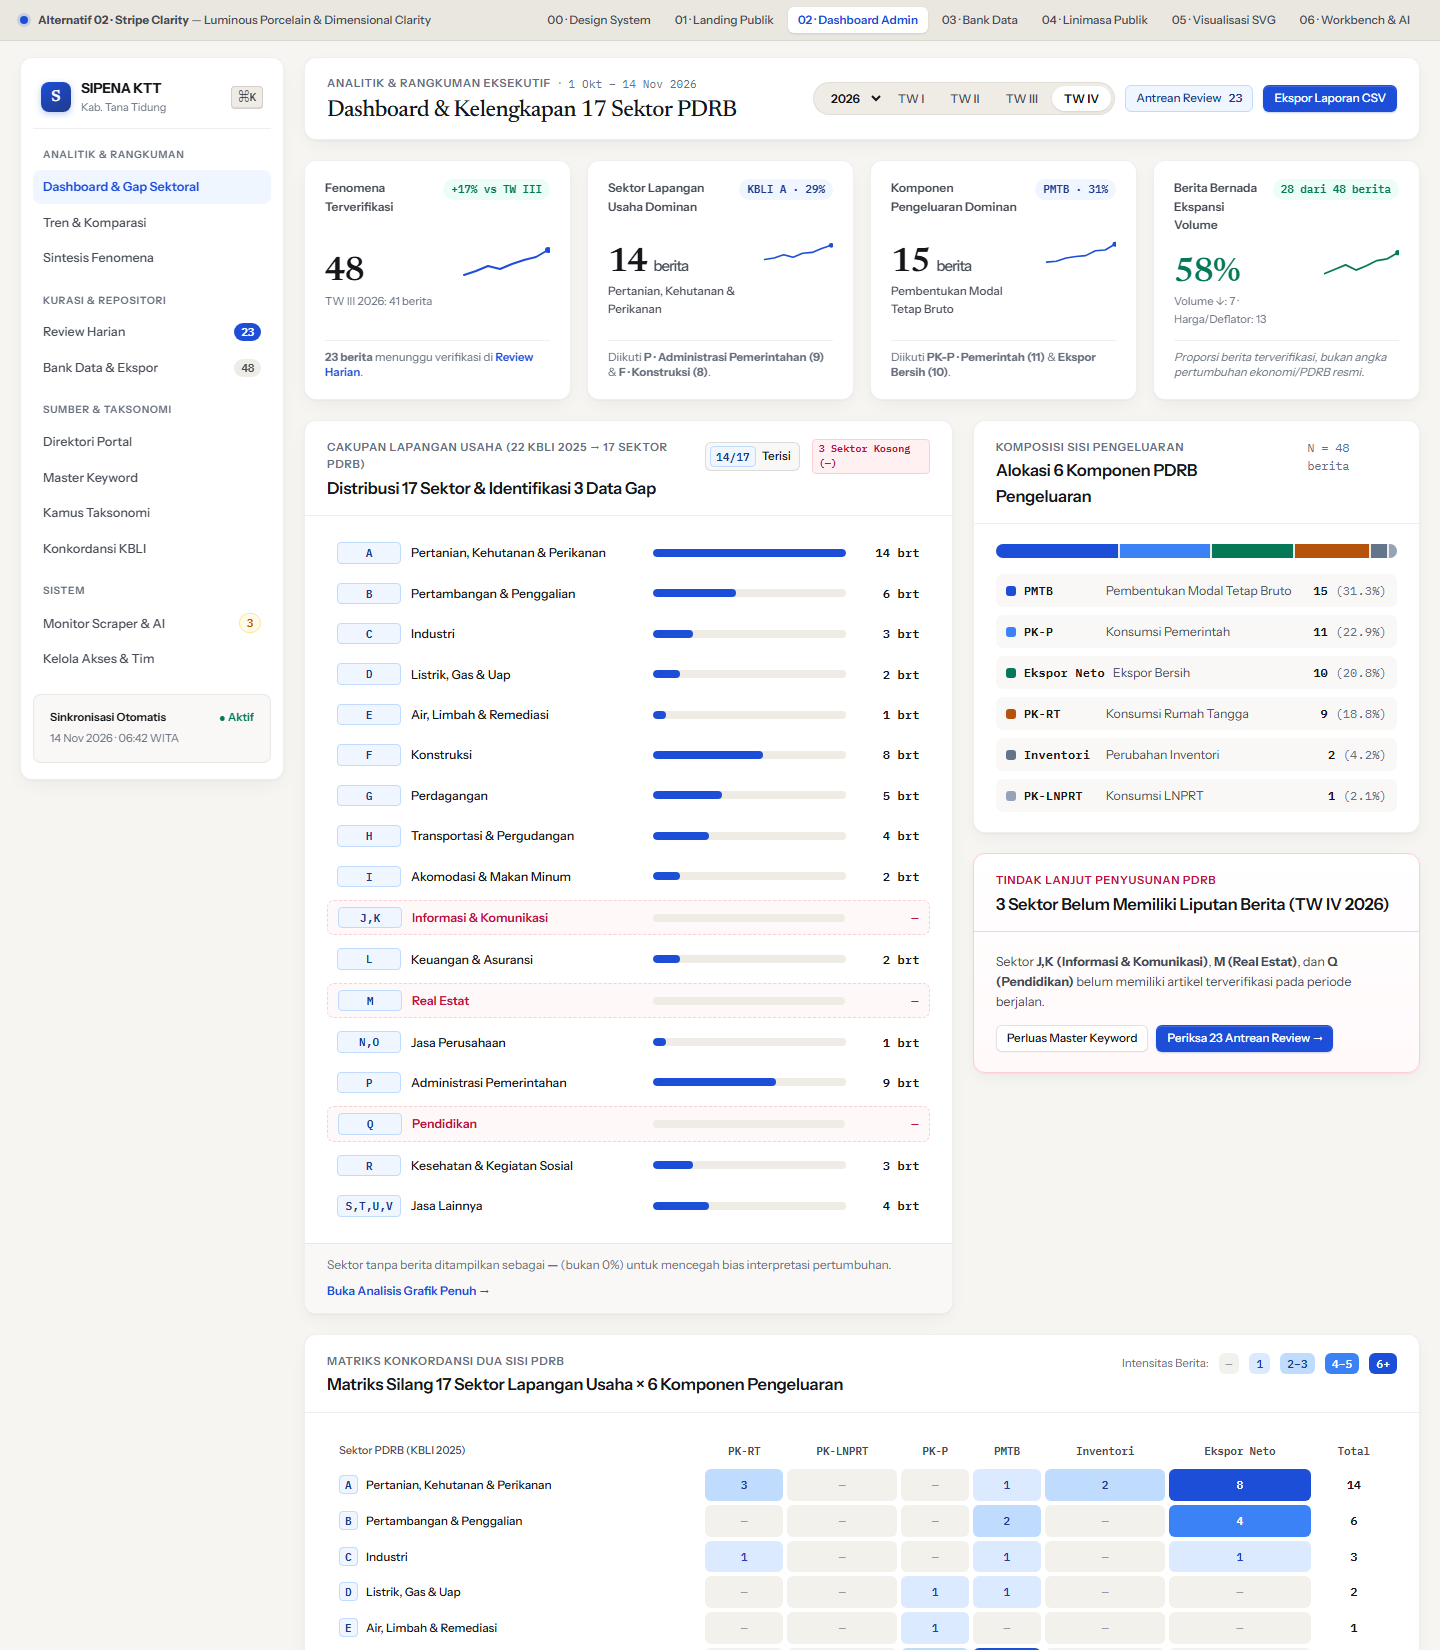 Alternatif 02 · Stripe Clarity — Luminous Porcelain & Dimensional Clarity
00 · Design System
01 · Landing Publik
02 · Dashboard Admin
03 · Bank Data
04 · Linimasa Publik
05 · Visualisasi SVG
06 · Workbench & AI
S
SIPENA KTT
Kab. Tana Tidung
⌘K
ANALITIK & RANGKUMAN
Dashboard & Gap Sektoral
Tren & Komparasi
Sintesis Fenomena
KURASI & REPOSITORI
Review Harian 23
Bank Data & Ekspor 48
SUMBER & TAKSONOMI
Direktori Portal
Master Keyword
Kamus Taksonomi
Konkordansi KBLI
SISTEM
Monitor Scraper & AI 3
Kelola Akses & Tim
Sinkronisasi Otomatis ● Aktif
14 Nov 2026 · 06:42 WITA
ANALITIK & RANGKUMAN EKSEKUTIF · 1 Okt – 14 Nov 2026
Dashboard & Kelengkapan 17 Sektor PDRB
2026 TW I TW II TW III TW IV
Antrean Review 23
Ekspor Laporan CSV
Fenomena
Terverifikasi
+17% vs TW III
48
TW III 2026: 41 berita
23 berita menunggu verifikasi di Review
Harian.
Sektor Lapangan
Usaha Dominan
KBLI A · 29%
14 berita
Pertanian, Kehutanan &
Perikanan
Diikuti P · Administrasi Pemerintahan (9)
& F · Konstruksi (8).
Komponen
Pengeluaran Dominan
PMTB · 31%
15 berita
Pembentukan Modal
Tetap Bruto
Diikuti PK-P · Pemerintah (11) & Ekspor
Bersih (10).
Berita Bernada
Ekspansi
Volume
28 dari 48 berita
58%
Volume ↓: 7 ·
Harga/Deflator: 13
Proporsi berita terverifikasi, bukan angka
pertumbuhan ekonomi/PDRB resmi.
CAKUPAN LAPANGAN USAHA (22 KBLI 2025 → 17 SEKTOR
PDRB)
Distribusi 17 Sektor & Identifikasi 3 Data Gap
14/17 Terisi
3 Sektor Kosong
(—)
A Pertanian, Kehutanan & Perikanan 14 brt
B Pertambangan & Penggalian 6 brt
C Industri 3 brt
D Listrik, Gas & Uap 2 brt
E Air, Limbah & Remediasi 1 brt
F Konstruksi 8 brt
G Perdagangan 5 brt
H Transportasi & Pergudangan 4 brt
I Akomodasi & Makan Minum 2 brt
J,K Informasi & Komunikasi —
L Keuangan & Asuransi 2 brt
M Real Estat —
N,O Jasa Perusahaan 1 brt
P Administrasi Pemerintahan 9 brt
Q Pendidikan —
R Kesehatan & Kegiatan Sosial 3 brt
S,T,U,V Jasa Lainnya 4 brt
Sektor tanpa berita ditampilkan sebagai — (bukan 0%) untuk mencegah bias interpretasi pertumbuhan.
Buka Analisis Grafik Penuh →
KOMPOSISI SISI PENGELUARAN
Alokasi 6 Komponen PDRB
Pengeluaran
N = 48
berita
PMTB Pembentukan Modal Tetap Bruto 15 (31.3%)
PK-P Konsumsi Pemerintah 11 (22.9%)
Ekspor Neto Ekspor Bersih 10 (20.8%)
PK-RT Konsumsi Rumah Tangga 9 (18.8%)
Inventori Perubahan Inventori 2 (4.2%)
PK-LNPRT Konsumsi LNPRT 1 (2.1%)
TINDAK LANJUT PENYUSUNAN PDRB
3 Sektor Belum Memiliki Liputan Berita (TW IV 2026)
Sektor J,K (Informasi & Komunikasi), M (Real Estat), dan Q
(Pendidikan) belum memiliki artikel terverifikasi pada periode
berjalan.
Perluas Master Keyword
Periksa 23 Antrean Review →
MATRIKS KONKORDANSI DUA SISI PDRB
Matriks Silang 17 Sektor Lapangan Usaha × 6 Komponen Pengeluaran
Intensitas Berita: — 1 2–3 4–5 6+
Sektor PDRB (KBLI 2025) PK-RT PK-LNPRT PK-P PMTB Inventori Ekspor Neto Total
A Pertanian, Kehutanan & Perikanan 3 — — 1 2 8 14
B Pertambangan & Penggalian — — — 2 — 4 6
C Industri 1 — — 1 — 1 3
D Listrik, Gas & Uap — — 1 1 — — 2
E Air, Limbah & Remediasi — — 1 — — — 1